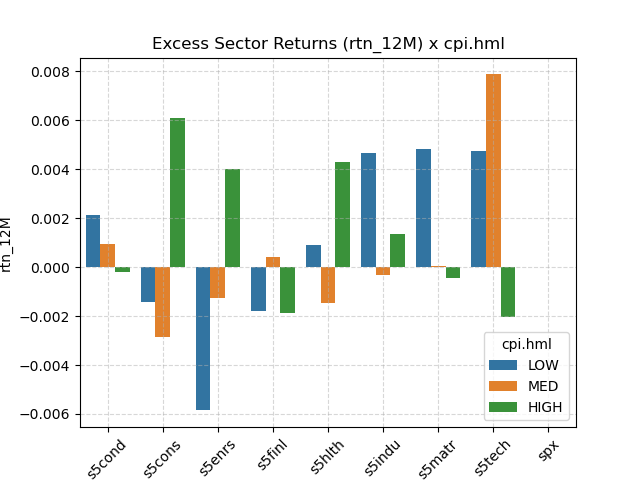 Excess Sector Returns (rtn_12M) x cpi.hml
rtn_12M
0.008
0.006
0.004
0.002
0.000
−0.002
−0.004
−0.006
cpi.hml
LOW
MED
HIGH
s5cond
s5cons
s5enrs
s5finl
s5hlth
s5indu
s5matr
s5tech
spx